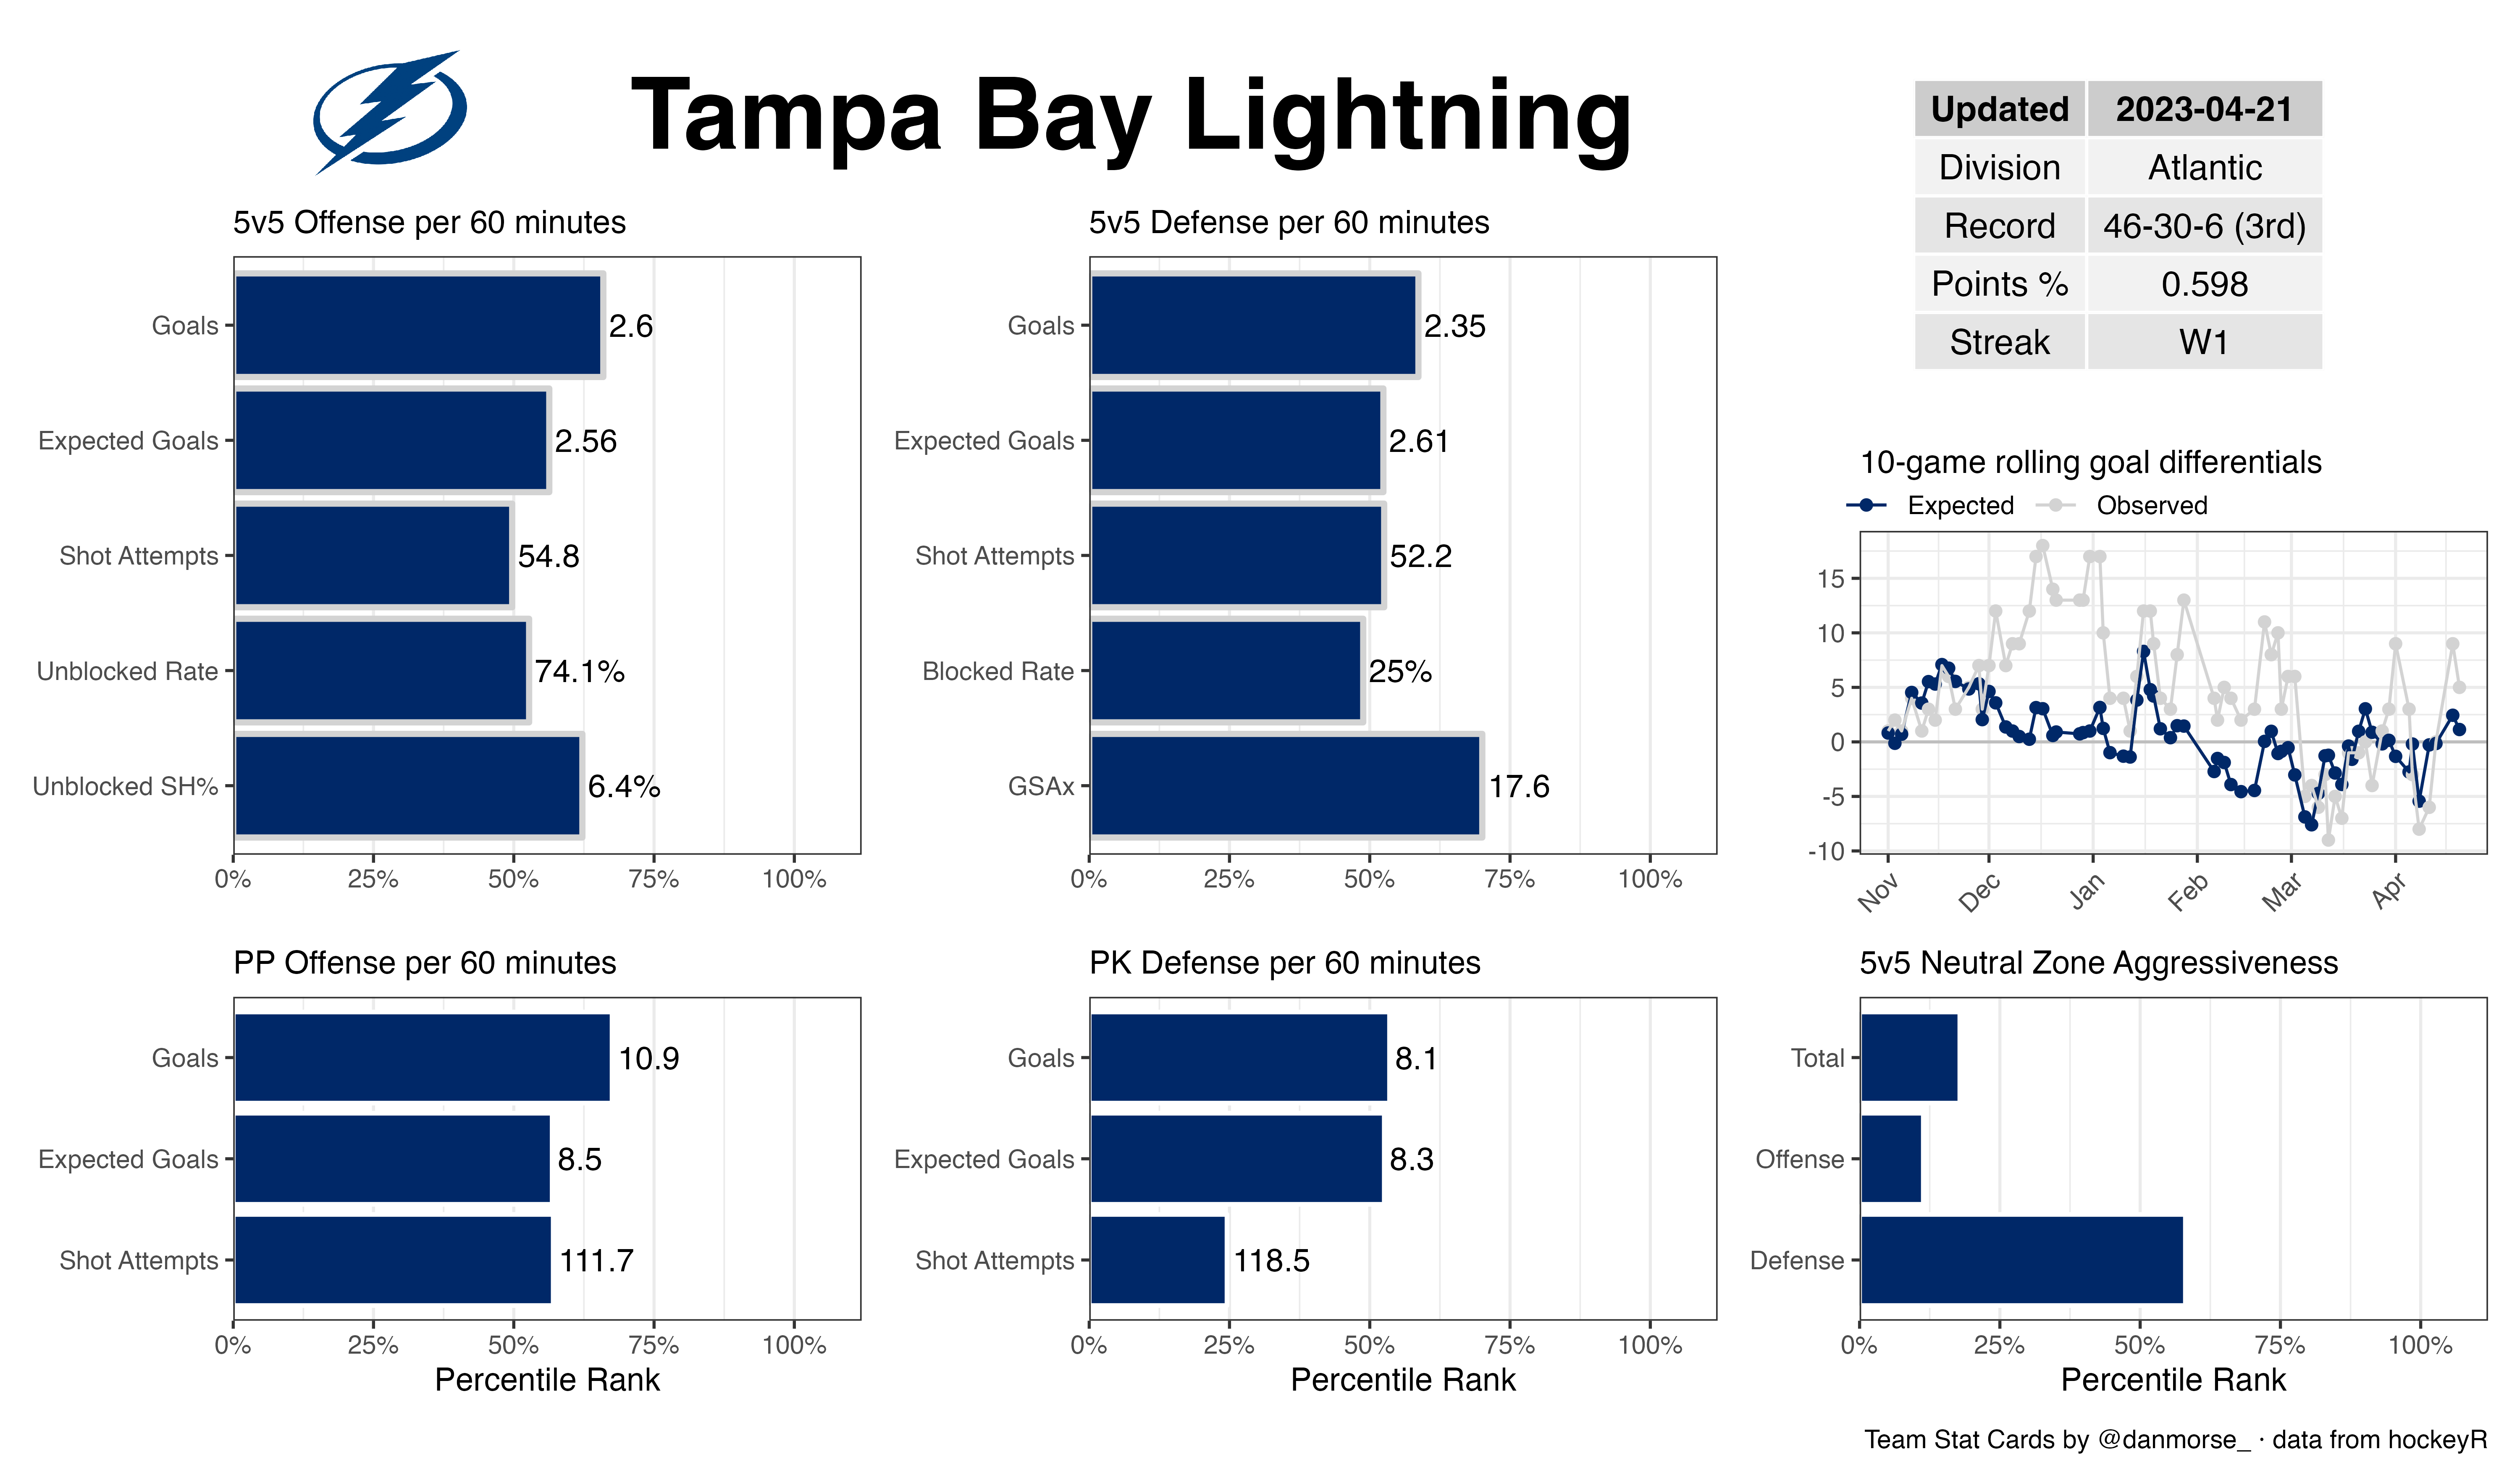 Tampa Bay Lightning
Updated 2023-04-21
Division Atlantic
Record 46-30-6 (3rd)
Points % 0.598
Streak W1
5v5 Offense per 60 minutes
Goals 2.6
Expected Goals 2.56
Shot Attempts 54.8
Unblocked Rate 74.1%
Unblocked SH% 6.4%
0% 25% 50% 75% 100%
5v5 Defense per 60 minutes
Goals 2.35
Expected Goals 2.61
Shot Attempts 52.2
Blocked Rate 25%
GSAx 17.6
0% 25% 50% 75% 100%
10-game rolling goal differentials
Expected Observed
15
10
5
0
-5
-10
Nov Dec Jan Feb Mar Apr
PP Offense per 60 minutes
Goals 10.9
Expected Goals 8.5
Shot Attempts 111.7
0% 25% 50% 75% 100%
Percentile Rank
PK Defense per 60 minutes
Goals 8.1
Expected Goals 8.3
Shot Attempts 118.5
0% 25% 50% 75% 100%
Percentile Rank
5v5 Neutral Zone Aggressiveness
Total
Offense
Defense
0% 25% 50% 75% 100%
Percentile Rank
Team Stat Cards by @danmorse_ · data from hockeyR